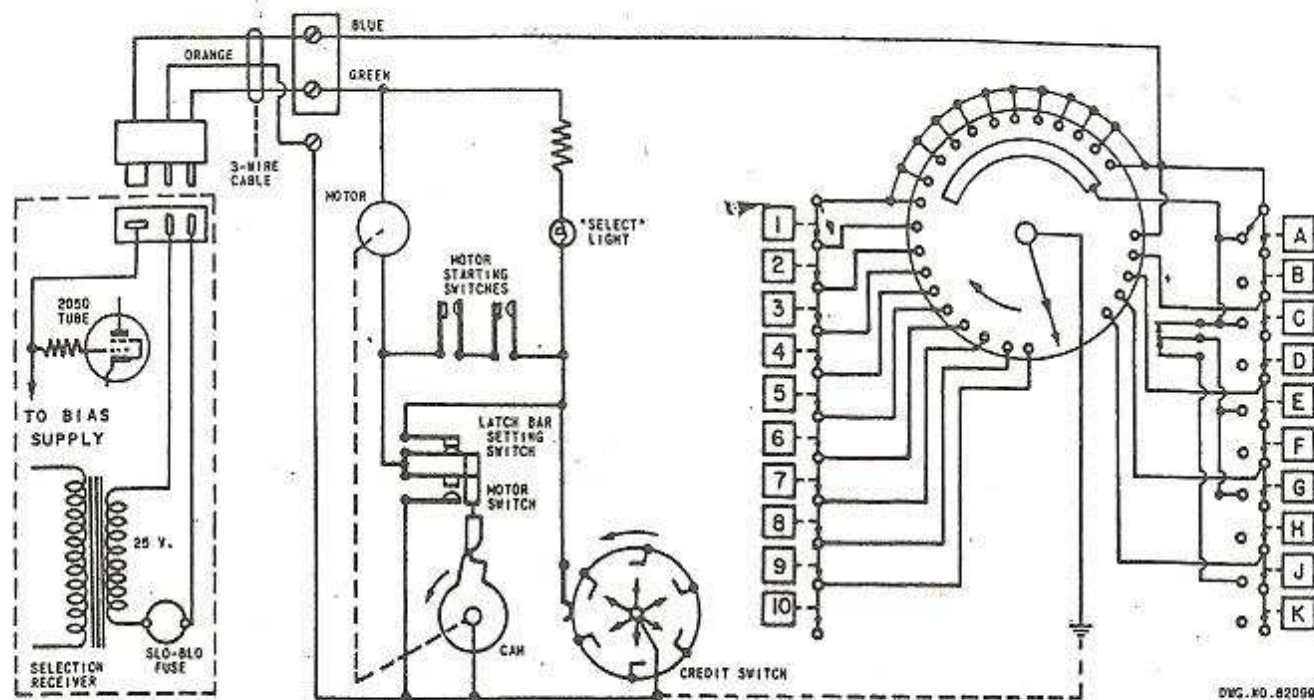 BLUE
ORANGE
GREEN
3-WIRE
CABLE
MOTOR
"SELECT"
LIGHT
MOTOR
STARTING
SWITCHES
2050
TUBE
TO BIAS
SUPPLY
LATCH BAR
SETTING
SWITCH
MOTOR
SWITCH
25 V.
SLO-BLO
FUSE
SELECTION
RECEIVER
CAM
CREDIT SWITCH
1
2
3
4
5
6
7
8
9
10
A
B
C
D
E
F
G
H
J
K